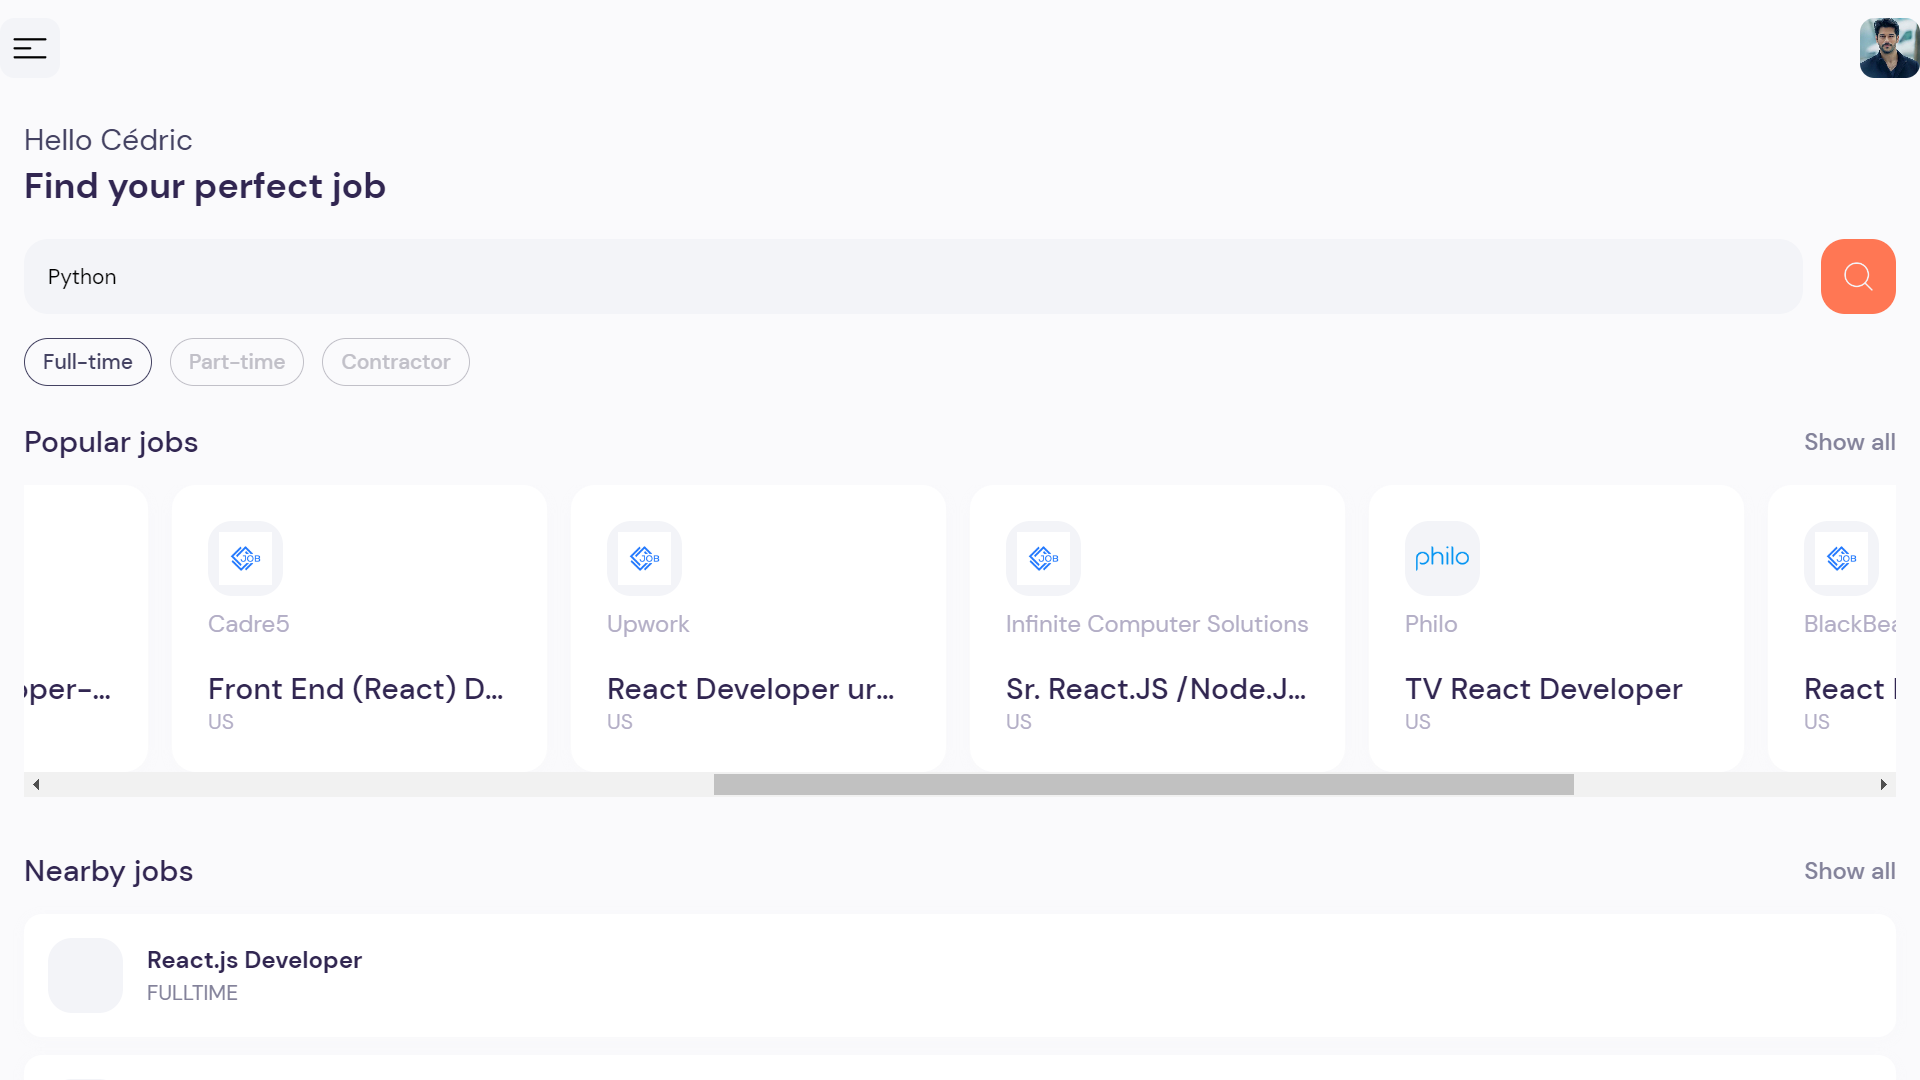 Hello Cédric
Find your perfect job
Python
Full-time
Part-time
Contractor
Popular jobs
Show all
oper-...
JOB
Cadre5
Front End (React) D...
US
JOB
Upwork
React Developer ur...
US
JOB
Infinite Computer Solutions
Sr. React.JS /Node.J...
US
philo
Philo
TV React Developer
US
JOB
BlackBea
React
US
Nearby jobs
Show all
React.js Developer
FULLTIME